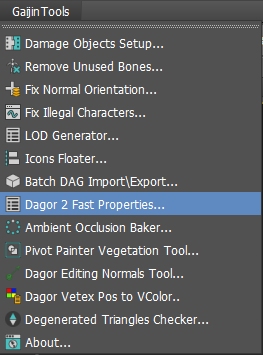 GaijinTools
Damage Objects Setup...
Remove Unused Bones...
Fix Normal Orientation...
Fix Illegal Characters...
LOD Generator...
Icons Floater...
Batch DAG Import\Export...
Dagor 2 Fast Properties...
Ambient Occlusion Baker...
Pivot Painter Vegetation Tool...
Dagor Editing Normals Tool...
Dagor Vetex Pos to VColor..
Degenerated Triangles Checker...
About...